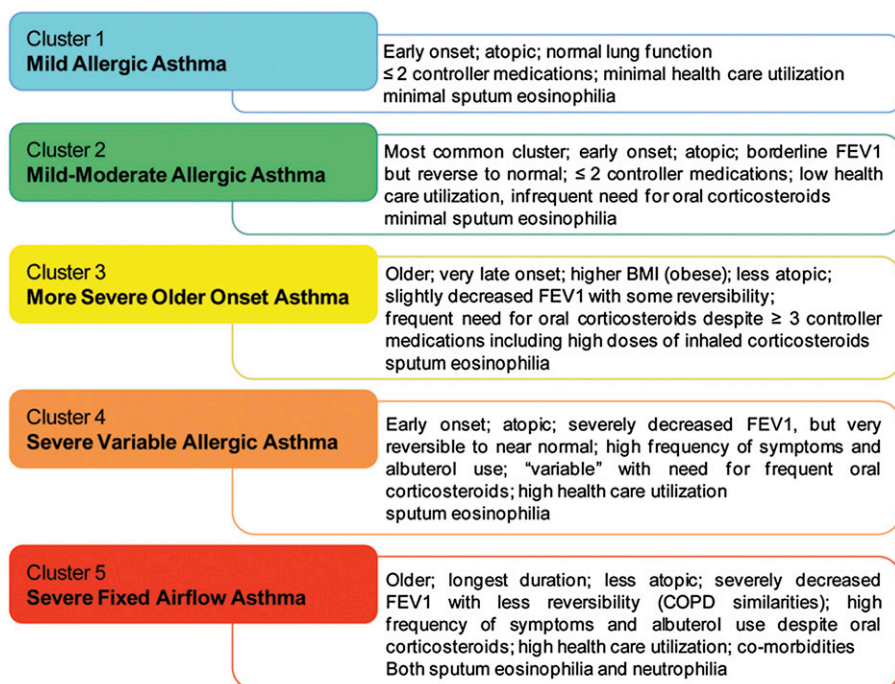 Cluster 1
Mild Allergic Asthma
Early onset; atopic; normal lung function
≤ 2 controller medications; minimal health care utilization
minimal sputum eosinophilia
Cluster 2
Mild-Moderate Allergic Asthma
Most common cluster; early onset; atopic; borderline FEV1
but reverse to normal; ≤ 2 controller medications; low health
care utilization, infrequent need for oral corticosteroids
minimal sputum eosinophilia
Cluster 3
More Severe Older Onset Asthma
Older; very late onset; higher BMI (obese); less atopic;
slightly decreased FEV1 with some reversibility;
frequent need for oral corticosteroids despite ≥ 3 controller
medications including high doses of inhaled corticosteroids
sputum eosinophilia
Cluster 4
Severe Variable Allergic Asthma
Early onset; atopic; severely decreased FEV1, but very
reversible to near normal; high frequency of symptoms and
albuterol use; “variable” with need for frequent oral
corticosteroids; high health care utilization
sputum eosinophilia
Cluster 5
Severe Fixed Airflow Asthma
Older; longest duration; less atopic; severely decreased
FEV1 with less reversibility (COPD similarities); high
frequency of symptoms and albuterol use despite oral
corticosteroids; high health care utilization; co-morbidities
Both sputum eosinophilia and neutrophilia